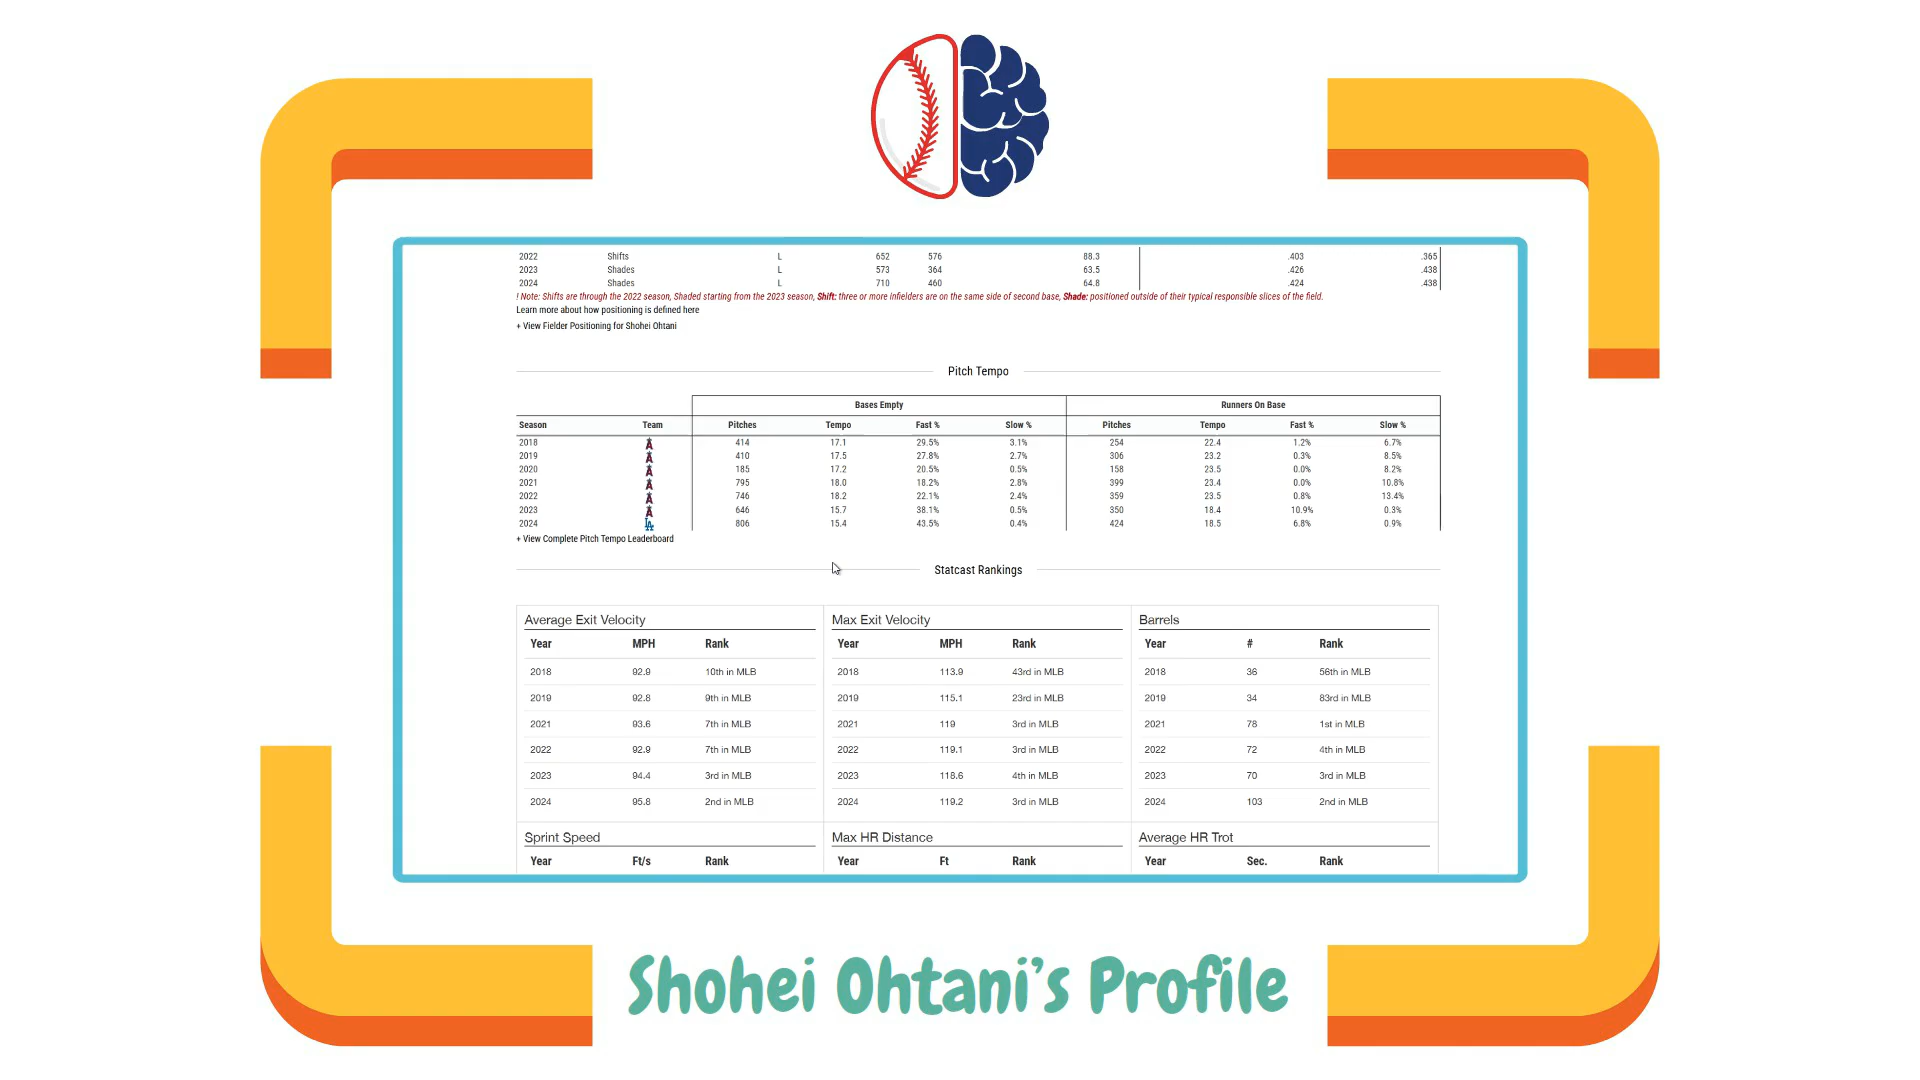 2022 Shifts L 652 576 88.3 .403 .365
2023 Shades L 573 364 63.5 .426 .438
2024 Shades L 710 460 64.8 .424 .438
! Note: Shifts are through the 2022 season, Shaded starting from the 2023 season, Shift: three or more infielders are on the same side of second base, Shade: positioned outside of their typical responsible slices of the field.
Learn more about how positioning is defined here
+ View Fielder Positioning for Shohei Ohtani
Pitch Tempo
Bases Empty Runners On Base
Season Team Pitches Tempo Fast % Slow % Pitches Tempo Fast % Slow %
2018 A 414 17.1 29.5% 3.1% 254 22.4 1.2% 6.7%
2019 A 410 17.5 27.8% 2.7% 306 23.2 0.3% 8.5%
2020 A 185 17.2 20.5% 0.5% 158 23.5 0.0% 8.2%
2021 A 795 18.0 18.2% 2.8% 399 23.4 0.0% 10.8%
2022 A 746 18.2 22.1% 2.4% 359 23.5 0.8% 13.4%
2023 A 646 15.7 38.1% 0.5% 350 18.4 10.9% 0.3%
2024 LA 806 15.4 43.5% 0.4% 424 18.5 6.8% 0.9%
+ View Complete Pitch Tempo Leaderboard
Statcast Rankings
Average Exit Velocity Max Exit Velocity Barrels
Year MPH Rank Year MPH Rank Year # Rank
2018 92.9 10th in MLB 2018 113.9 43rd in MLB 2018 36 56th in MLB
2019 92.8 9th in MLB 2019 115.1 23rd in MLB 2019 34 83rd in MLB
2021 93.6 7th in MLB 2021 119 3rd in MLB 2021 78 1st in MLB
2022 92.9 7th in MLB 2022 119.1 3rd in MLB 2022 72 4th in MLB
2023 94.4 3rd in MLB 2023 118.6 4th in MLB 2023 70 3rd in MLB
2024 95.8 2nd in MLB 2024 119.2 3rd in MLB 2024 103 2nd in MLB
Sprint Speed Max HR Distance Average HR Trot
Year Ft/s Rank Year Ft Rank Year Sec. Rank
Shohei Ohtani's Profile